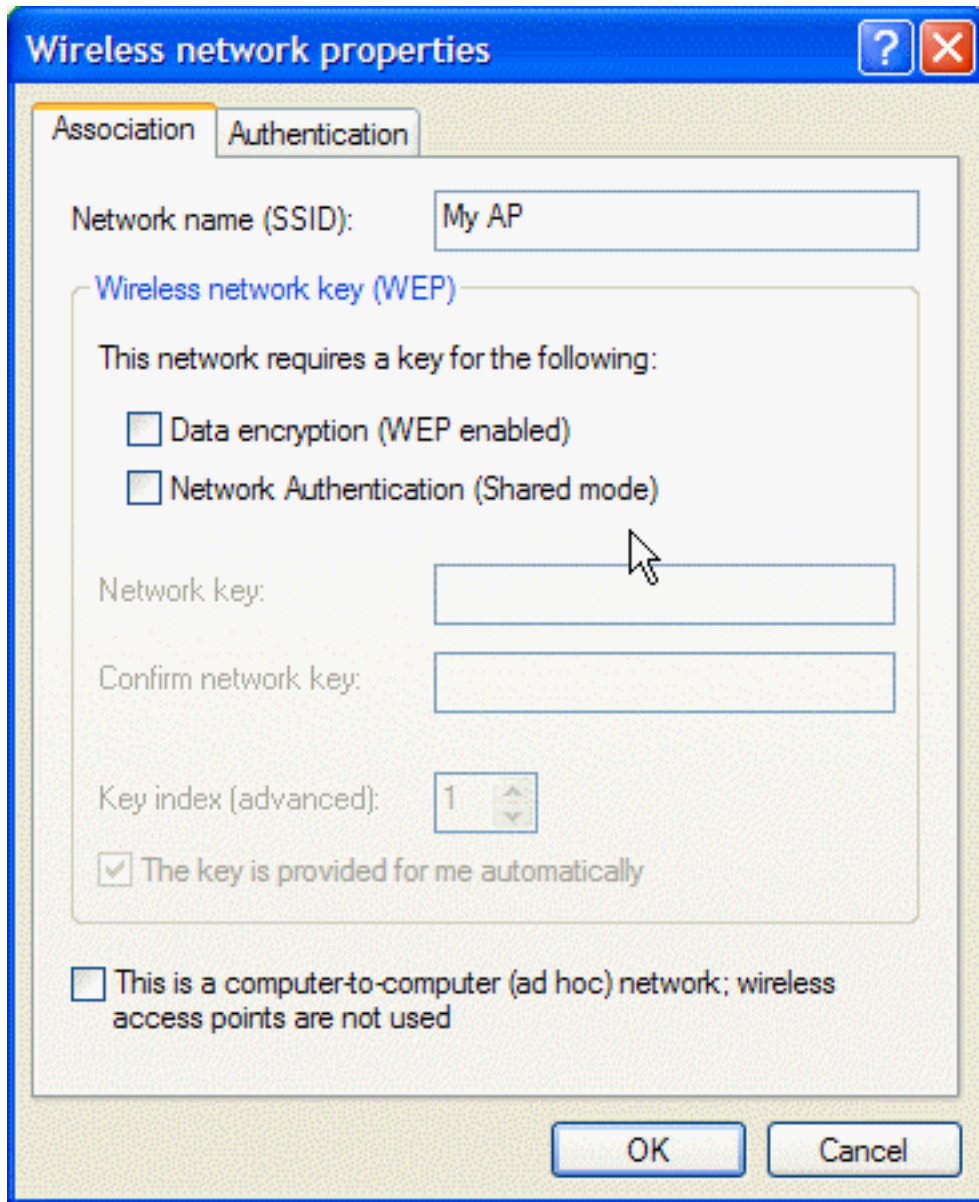 Wireless network properties
Association
Authentication
Network name (SSID):
My AP
Wireless network key (WEP)
This network requires a key for the following:
Data encryption (WEP enabled)
Network Authentication (Shared mode)
Network key:
Confirm network key:
Key index (advanced):
1
The key is provided for me automatically
This is a computer-to-computer (ad hoc) network; wireless
access points are not used
OK
Cancel